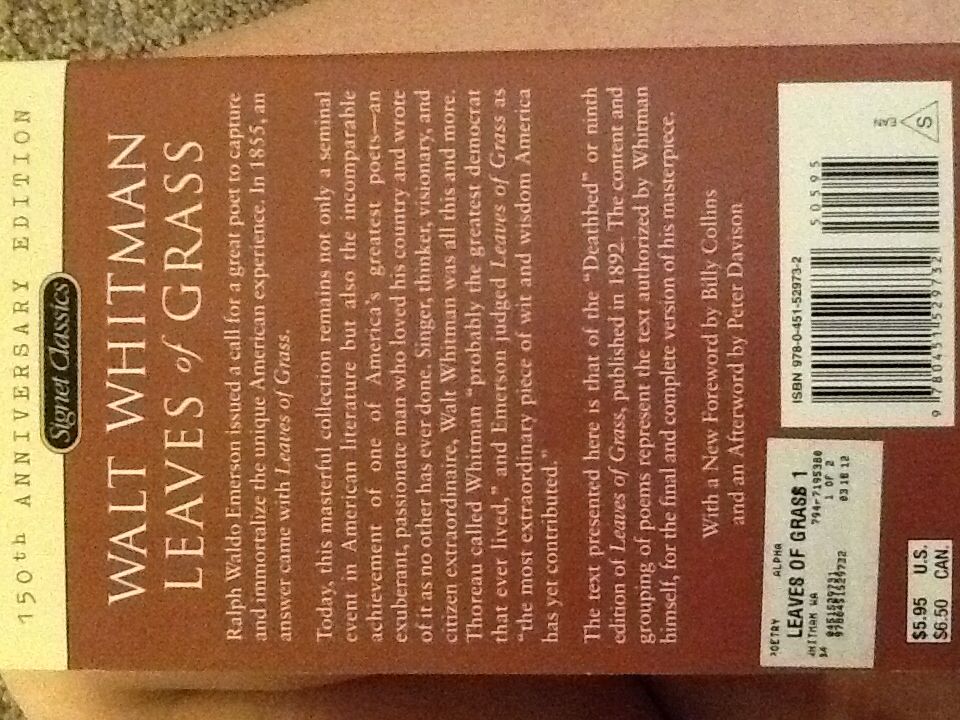 150th ANNIVERSARY EDITION
Signet Classics
WALT WHITMAN
LEAVES of GRASS
Ralph Waldo Emerson issued a call for a great poet to capture
and immortalize the unique American experience. In 1855, an
answer came with Leaves of Grass.
Today, this masterful collection remains not only a seminal
event in American literature but also the incomparable
achievement of one of America's greatest poets—an
exuberant, passionate man who loved his country and wrote
of it as no other has ever done. Singer, thinker, visionary, and
citizen extraordinaire, Walt Whitman was all this and more.
Thoreau called Whitman "probably the greatest democrat
that ever lived," and Emerson judged Leaves of Grass as
"the most extraordinary piece of wit and wisdom America
has yet contributed."
The text presented here is that of the "Deathbed" or ninth
edition of Leaves of Grass, published in 1892. The content and
grouping of poems represent the text authorized by Whitman
himself, for the final and complete version of his masterpiece.
With a New Foreword by Billy Collins
and an Afterword by Peter Davison
POETRY ALPHA
LEAVES OF GRASS 1
WHITMAN WA 794-7195380
14 1 OF 2
0451529731 03 18 12
9780451529732
ISBN 978-0-451-52973-2
9 780451 529732
50595
EAN
S
$5.95 U.S.
$6.50 CAN.